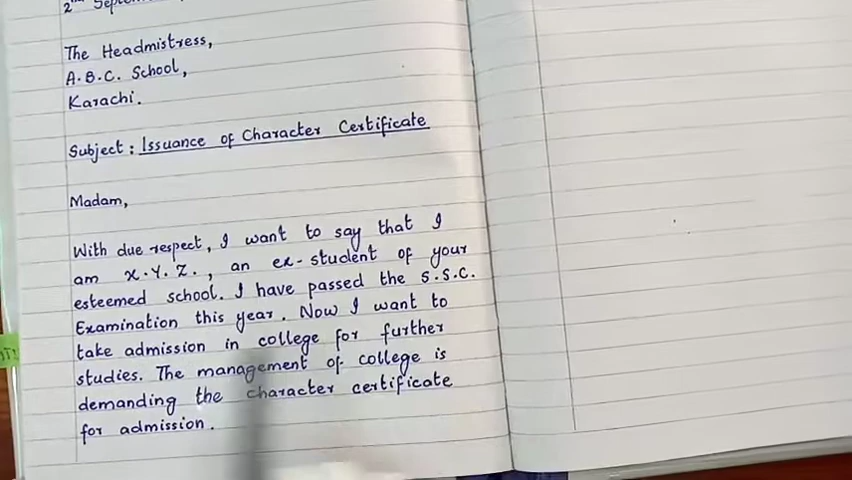 2nd September
The Headmistress,
A.B.C. School,
Karachi.
Subject: Issuance of Character Certificate
Madam,
With due respect, I want to say that I
am X.Y.Z., an ex-student of your
esteemed school. I have passed the S.S.C.
Examination this year. Now I want to
take admission in college for further
studies. The management of college is
demanding the character certificate
for admission.